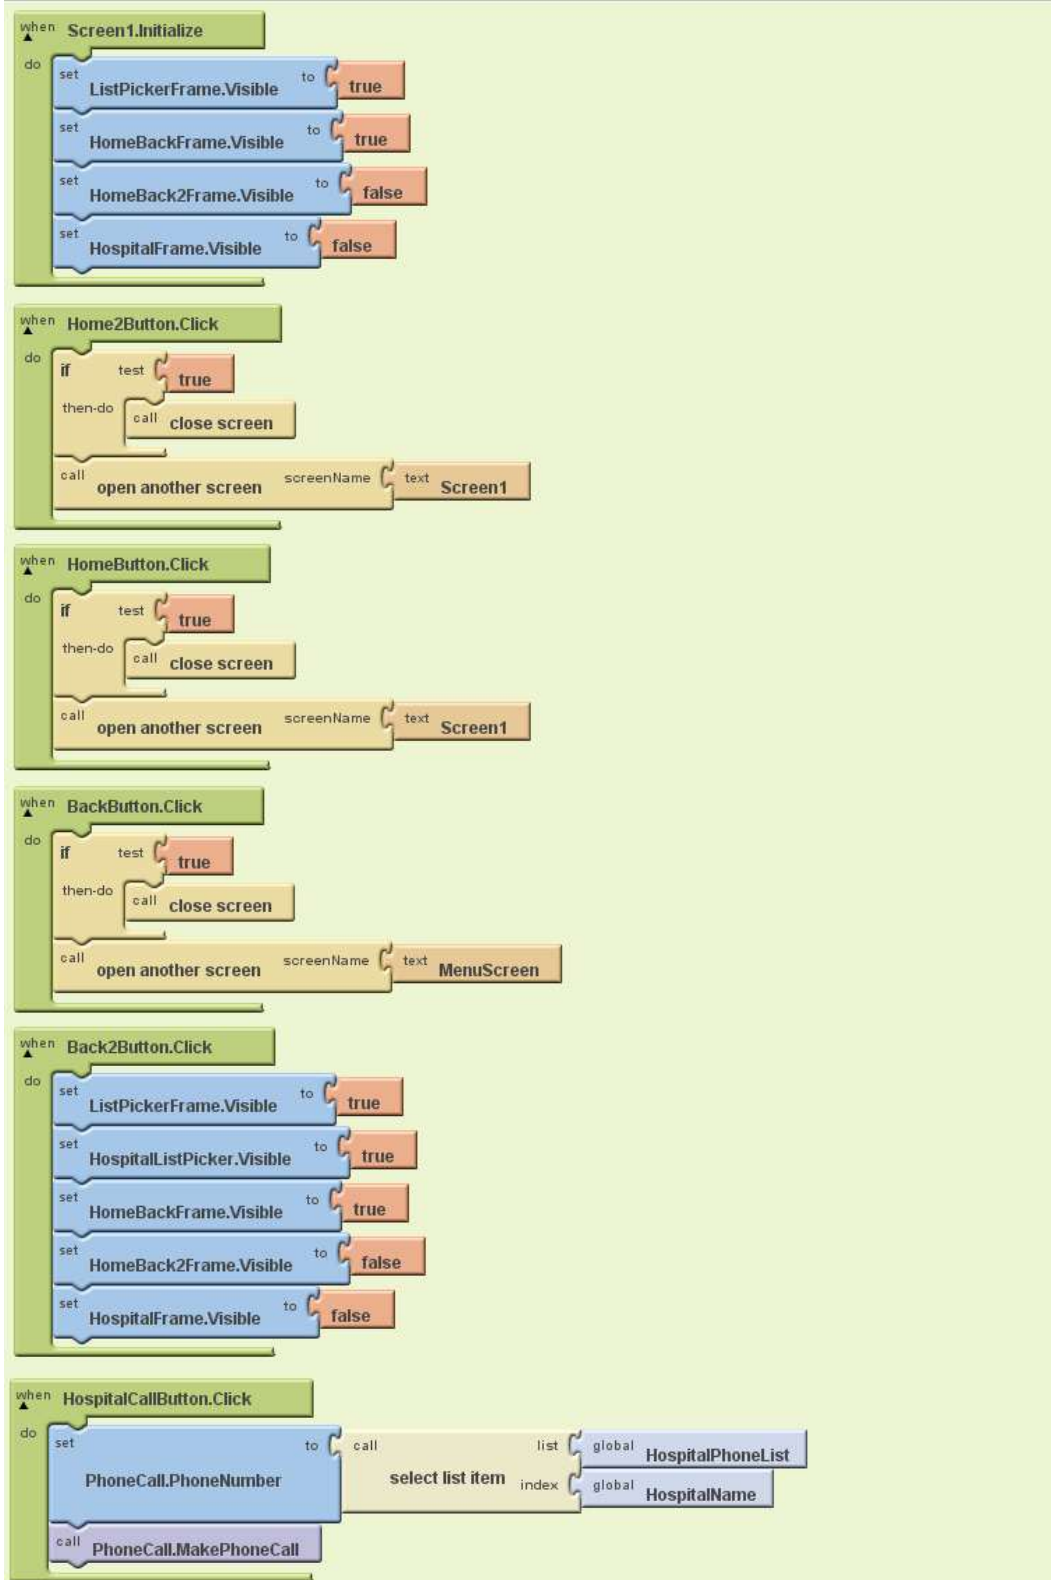 when Screen1.Initialize
do
set ListPickerFrame.Visible to true
set HomeBackFrame.Visible to true
set HomeBack2Frame.Visible to false
set HospitalFrame.Visible to false
when Home2Button.Click
do
if test true
then-do call close screen
call open another screen screenName text Screen1
when HomeButton.Click
do
if test true
then-do call close screen
call open another screen screenName text Screen1
when BackButton.Click
do
if test true
then-do call close screen
call open another screen screenName text MenuScreen
when Back2Button.Click
do
set ListPickerFrame.Visible to true
set HospitalListPicker.Visible to true
set HomeBackFrame.Visible to true
set HomeBack2Frame.Visible to false
set HospitalFrame.Visible to false
when HospitalCallButton.Click
do
set PhoneCall.PhoneNumber to call select list item list global HospitalPhoneList
index global HospitalName
call PhoneCall.MakePhoneCall